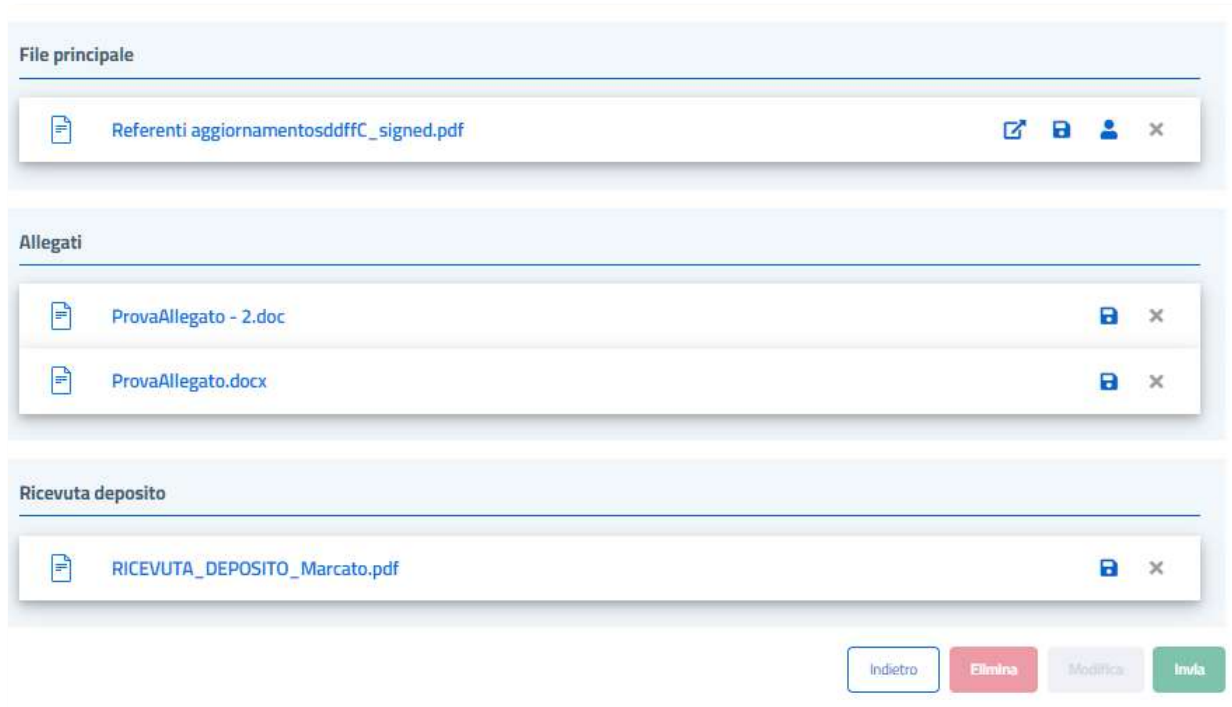 File principale
Referenti aggiornamentosddffC_signed.pdf
Allegati
ProvaAllegato - 2.doc
ProvaAllegato.docx
Ricevuta deposito
RICEVUTA_DEPOSITO_Marcato.pdf
Indietro Elimina Modifica Invia